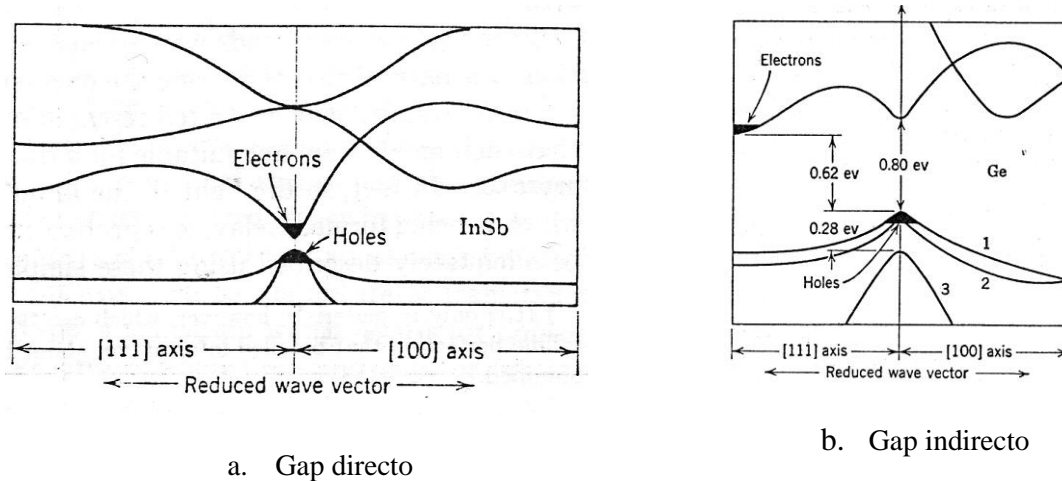 Electrons
Holes
InSb
[111] axis
[100] axis
Reduced wave vector
a. Gap directo
Electrons
0.62 ev
0.80 ev
Ge
0.28 ev
Holes
1
2
3
[111] axis
[100] axis
Reduced wave vector
b. Gap indirecto